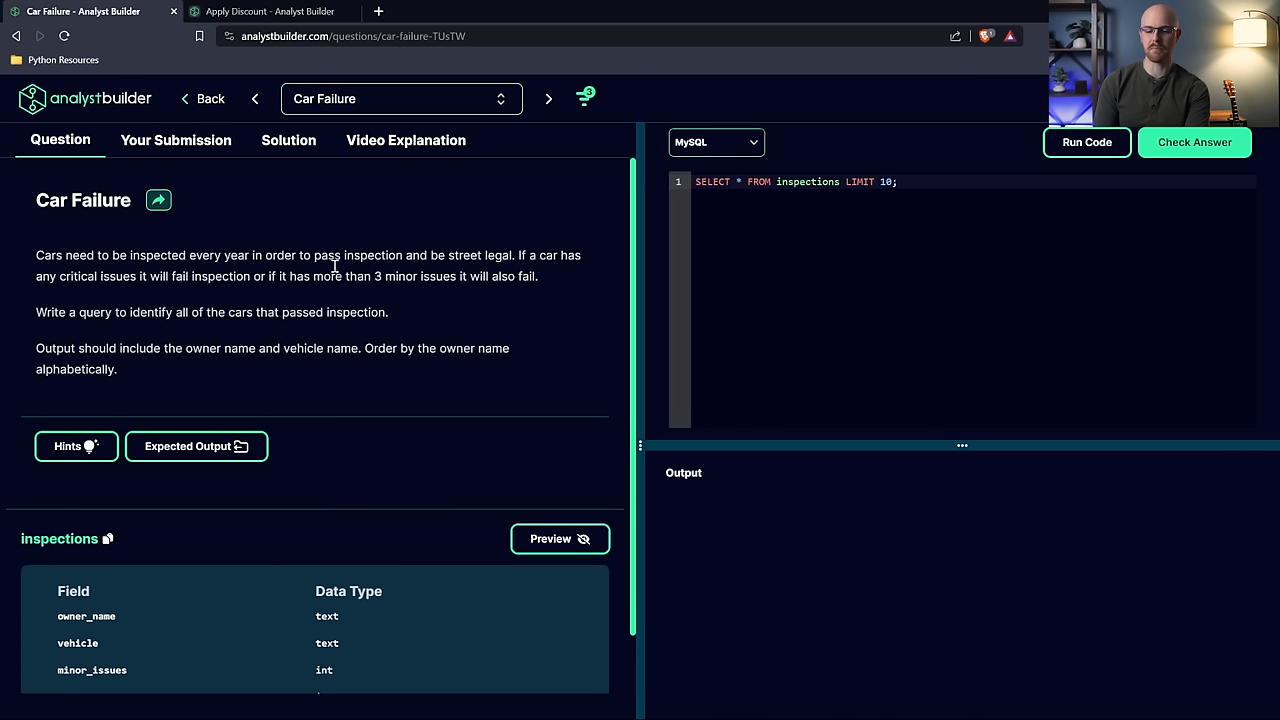 Car Failure - Analyst Builder
Apply Discount - Analyst Builder
analystbuilder.com/questions/car-failure-TUsTW
Python Resources
analystbuilder
Back
Car Failure
3
Question
Your Submission
Solution
Video Explanation
MySQL
Run Code
Check Answer
1 SELECT * FROM inspections LIMIT 10;
Car Failure
Cars need to be inspected every year in order to pass inspection and be street legal. If a car has
any critical issues it will fail inspection or if it has more than 3 minor issues it will also fail.
Write a query to identify all of the cars that passed inspection.
Output should include the owner name and vehicle name. Order by the owner name
alphabetically.
Hints
Expected Output
Output
inspections
Preview
Field Data Type
owner_name text
vehicle text
minor_issues int